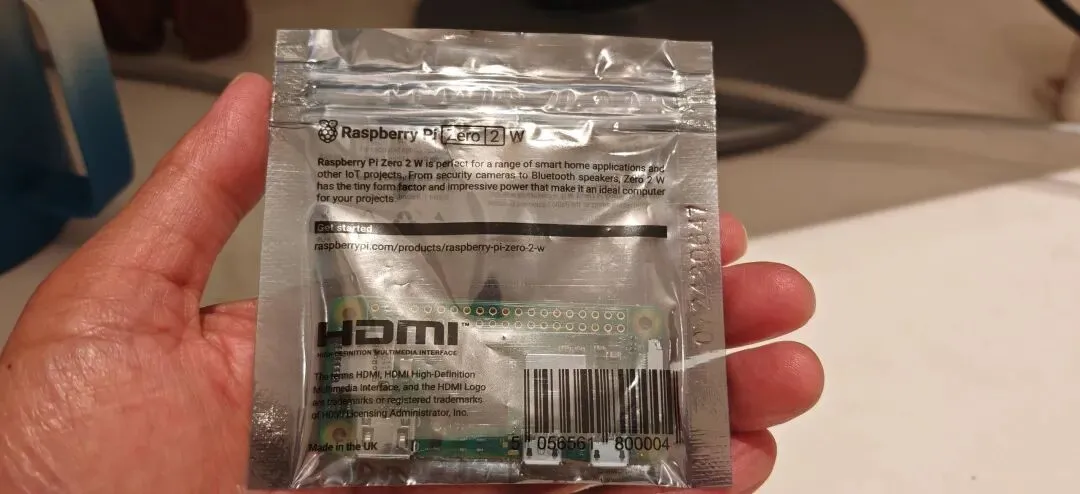 Raspberry Pi Zero 2 W
Raspberry Pi Zero 2 W is perfect for a range of smart home applications and
other IoT projects. From security cameras to Bluetooth speakers, Zero 2 W
has the tiny form factor and impressive power that make it an ideal computer
for your projects.
Get started
raspberrypi.com/products/raspberry-pi-zero-2-w
HDMI™
HIGH-DEFINITION MULTIMEDIA INTERFACE
The terms HDMI, HDMI High-Definition
Multimedia Interface, and the HDMI Logo
are trademarks or registered trademarks
of HDMI Licensing Administrator, Inc.
Made in the UK
5 056561 800004